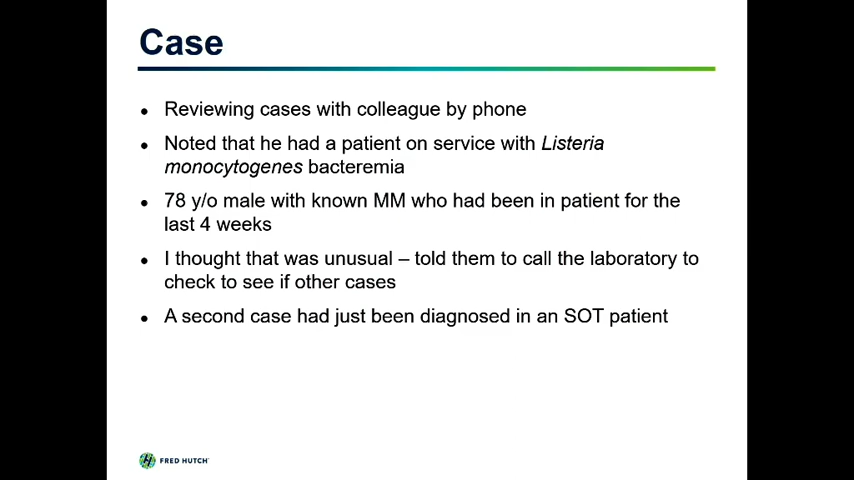 Case
• Reviewing cases with colleague by phone
• Noted that he had a patient on service with Listeria
monocytogenes bacteremia
• 78 y/o male with known MM who had been in patient for the
last 4 weeks
• I thought that was unusual – told them to call the laboratory to
check to see if other cases
• A second case had just been diagnosed in an SOT patient
FRED HUTCH